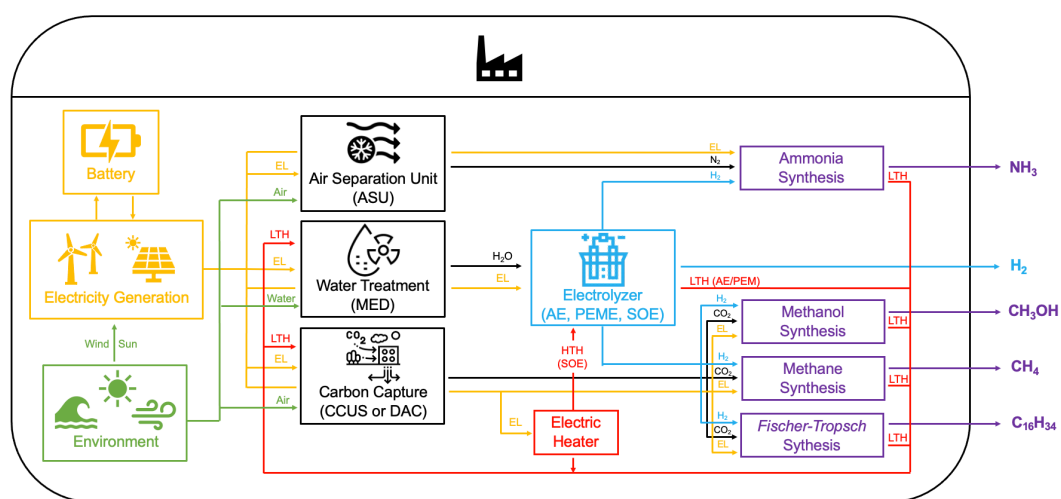 Battery
Electricity Generation
Wind
Sun
Environment
EL
Air
Air Separation Unit
(ASU)
LTH
EL
Water
Water Treatment
(MED)
LTH
EL
Air
CO2
Carbon Capture
(CCUS or DAC)
H₂O
EL
Electrolyzer
(AE, PEME, SOE)
HTH
(SOE)
EL
Electric
Heater
EL
N₂
H₂
Ammonia
Synthesis
LTH
NH₃
H₂
LTH (AE/PEM)
H₂
CO₂
EL
Methanol
Synthesis
LTH
CH₃OH
H₂
CO₂
EL
Methane
Synthesis
LTH
CH₄
H₂
CO₂
EL
Fischer-Tropsch
Sythesis
LTH
C₁₆H₃₄